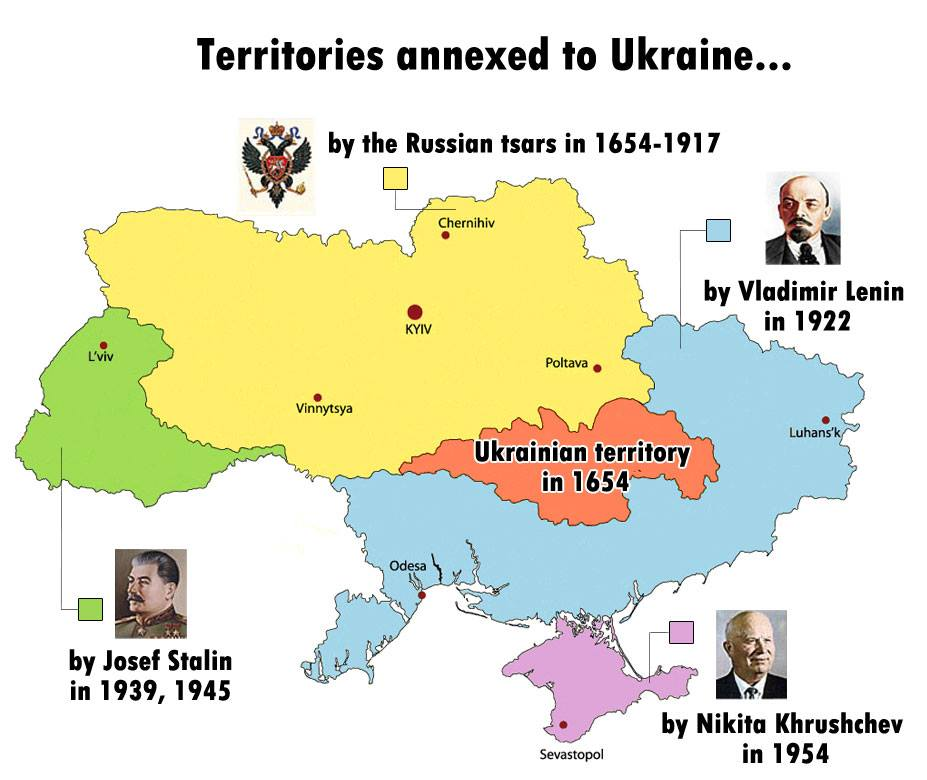 Territories annexed to Ukraine...
by the Russian tsars in 1654-1917
Chernihiv
by Vladimir Lenin
in 1922
KYIV
L'viv
Poltava
Vinnytsya
Luhans'k
Ukrainian territory
in 1654
Odesa
by Josef Stalin
in 1939, 1945
by Nikita Khrushchev
in 1954
Sevastopol